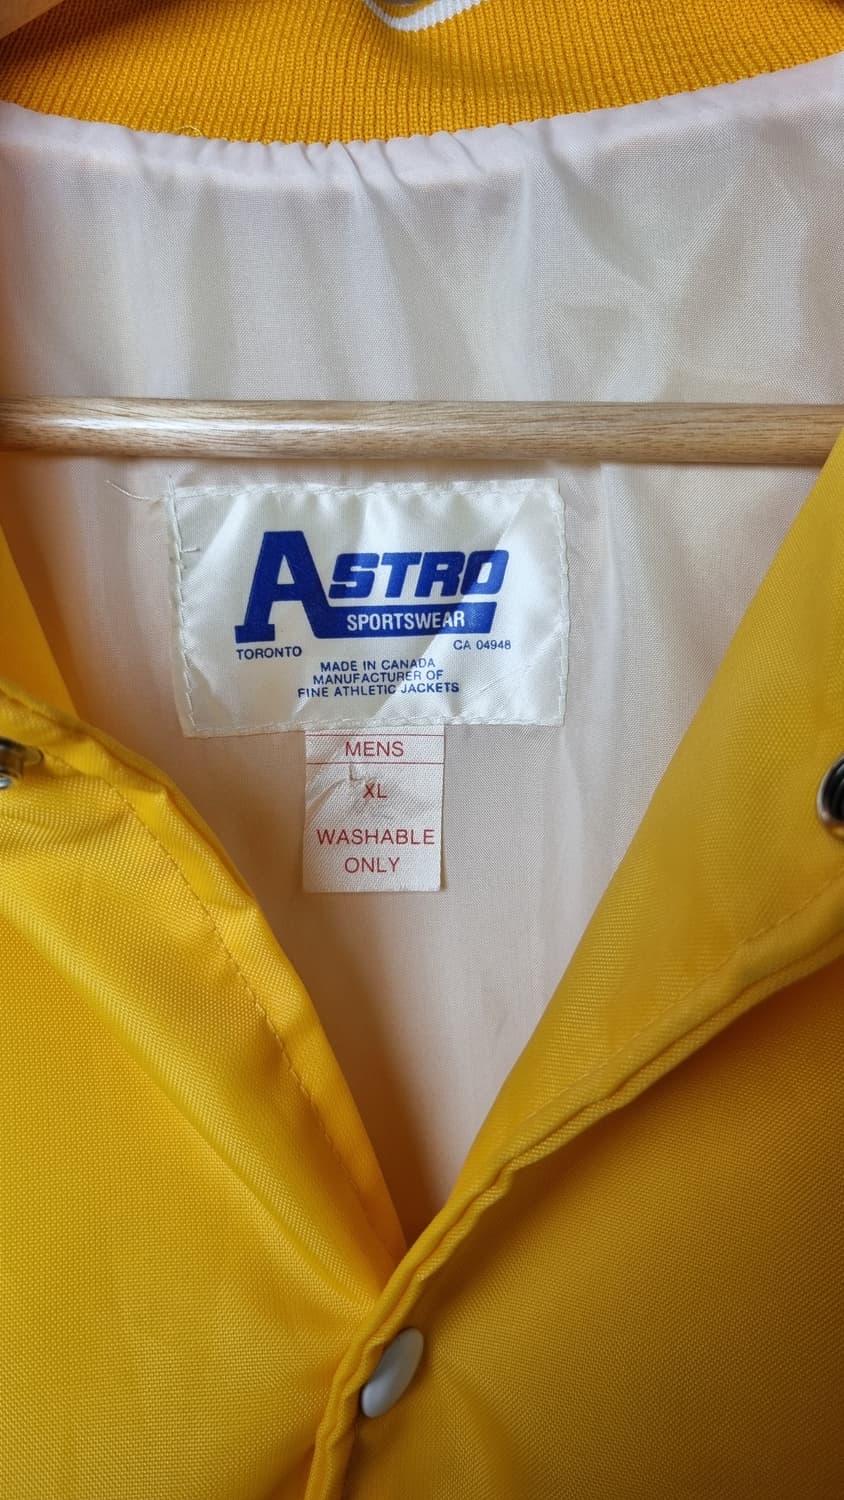 ASTRO
SPORTSWEAR
TORONTO CA 04948
MADE IN CANADA
MANUFACTURER OF
FINE ATHLETIC JACKETS
MENS
XL
WASHABLE
ONLY